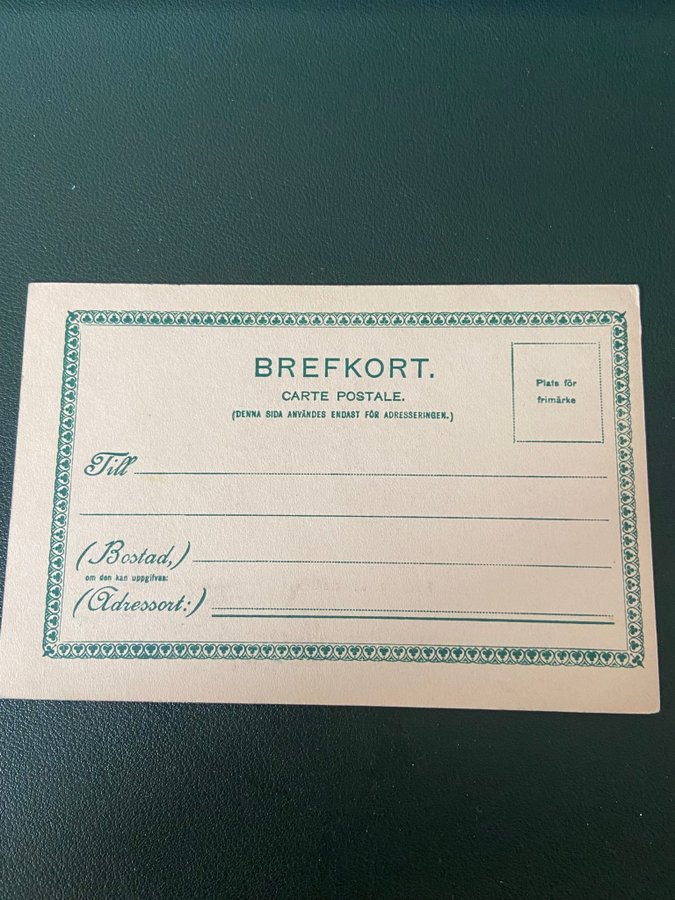 BREFKORT.
CARTE POSTALE.
(DENNA SIDA ANVÄNDES ENDAST FÖR ADRESSERINGEN.)
Plats för
frimärke
Till
(Bostad,)
om den kan uppgifvas:
(Adressort:)